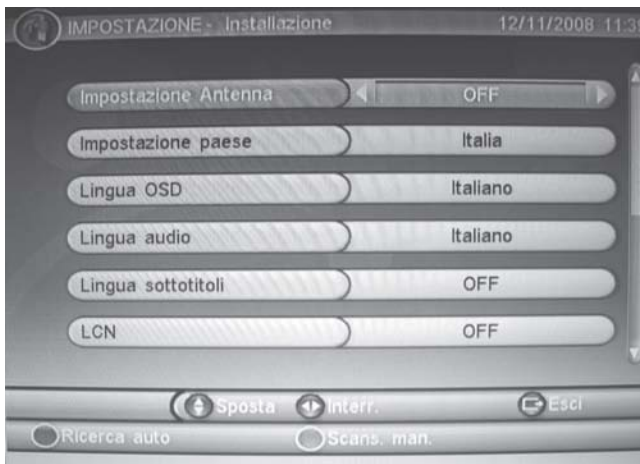 IMPOSTAZIONE - Installazione 12/11/2008 11:39
Impostazione Antenna OFF
Impostazione paese Italia
Lingua OSD Italiano
Lingua audio Italiano
Lingua sottotitoli OFF
LCN OFF
Sposta Interr. Esci
Ricerca auto Scans. man.